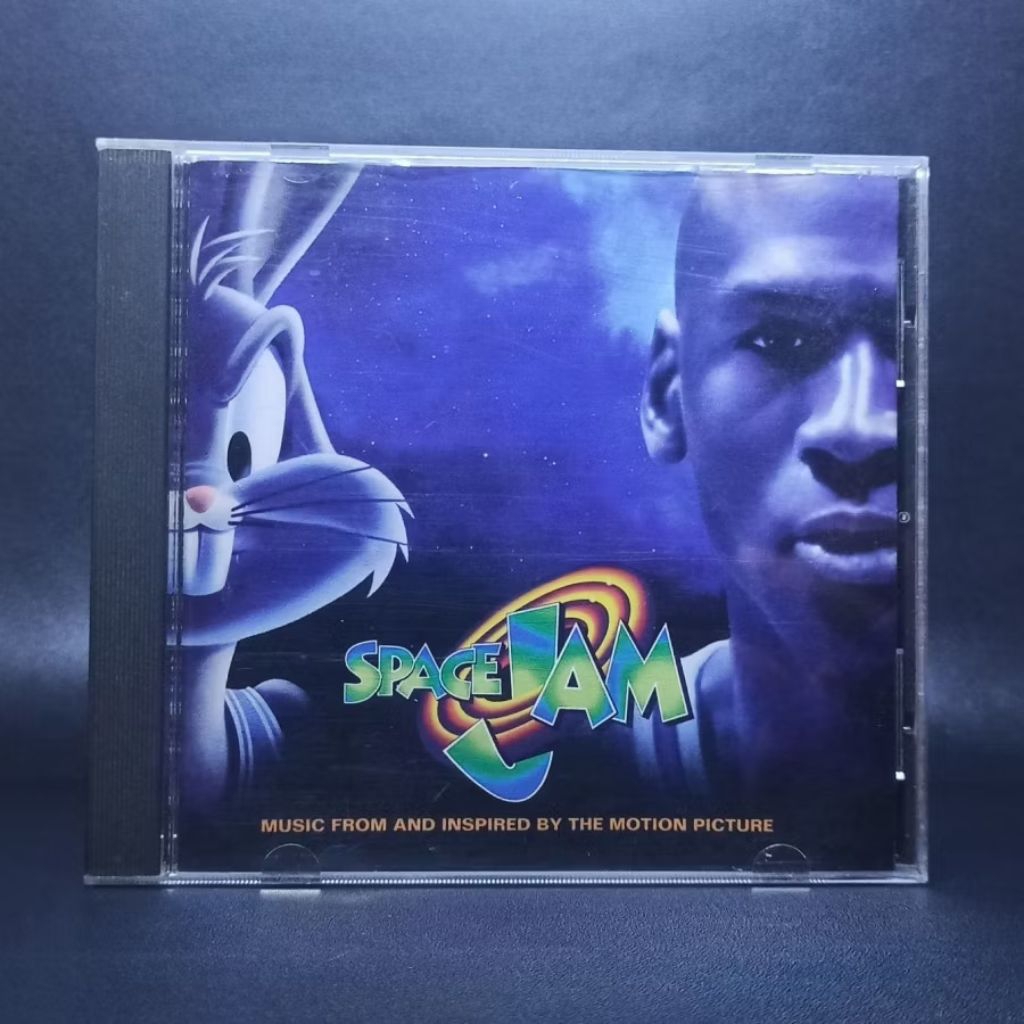 SPACE JAM
MUSIC FROM AND INSPIRED BY THE MOTION PICTURE